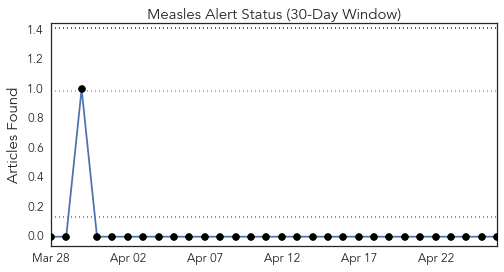 Measles Alert Status (30-Day Window)
Articles Found
1.4
1.2
1.0
0.8
0.6
0.4
0.2
0.0
Mar 28 Apr 02 Apr 07 Apr 12 Apr 17 Apr 22